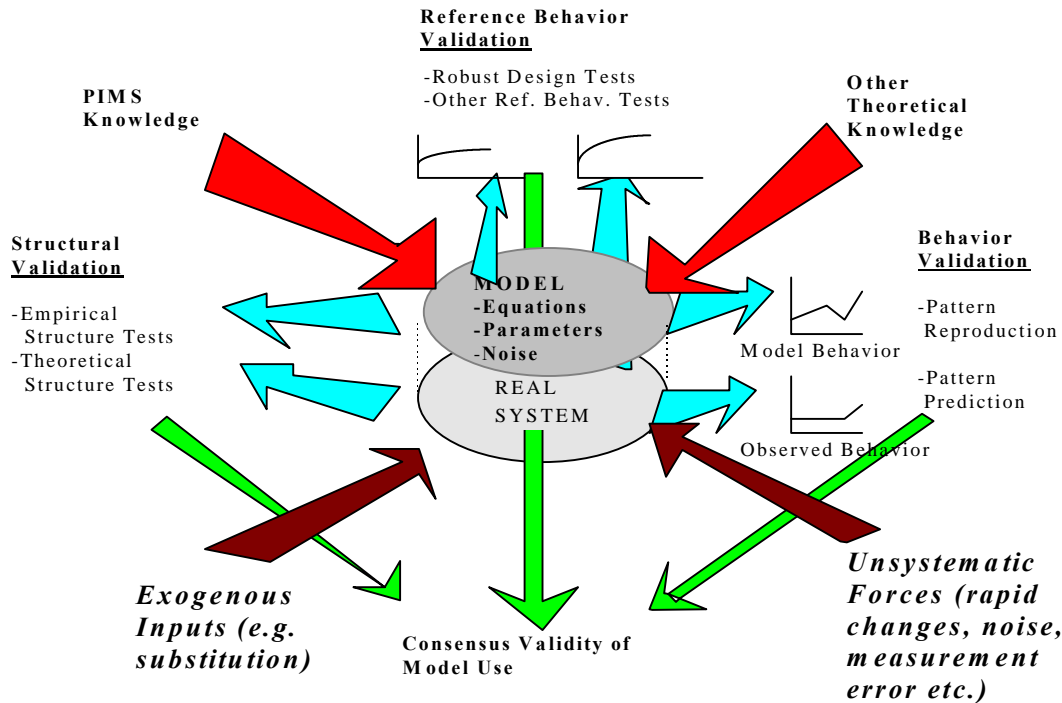 Reference Behavior
Validation
-Robust Design Tests
-Other Ref. Behav. Tests
PIMS
Knowledge
Other
Theoretical
Knowledge
Structural
Validation
-Empirical
Structure Tests
-Theoretical
Structure Tests
MODEL
-Equations
-Parameters
-Noise
REAL
SYSTEM
Behavior
Validation
-Pattern
Reproduction
-Pattern
Prediction
Model Behavior
Observed Behavior
Exogenous
Inputs (e.g.
substitution)
Consensus Validity of
Model Use
Unsystematic
Forces (rapid
changes, noise,
measurement
error etc.)